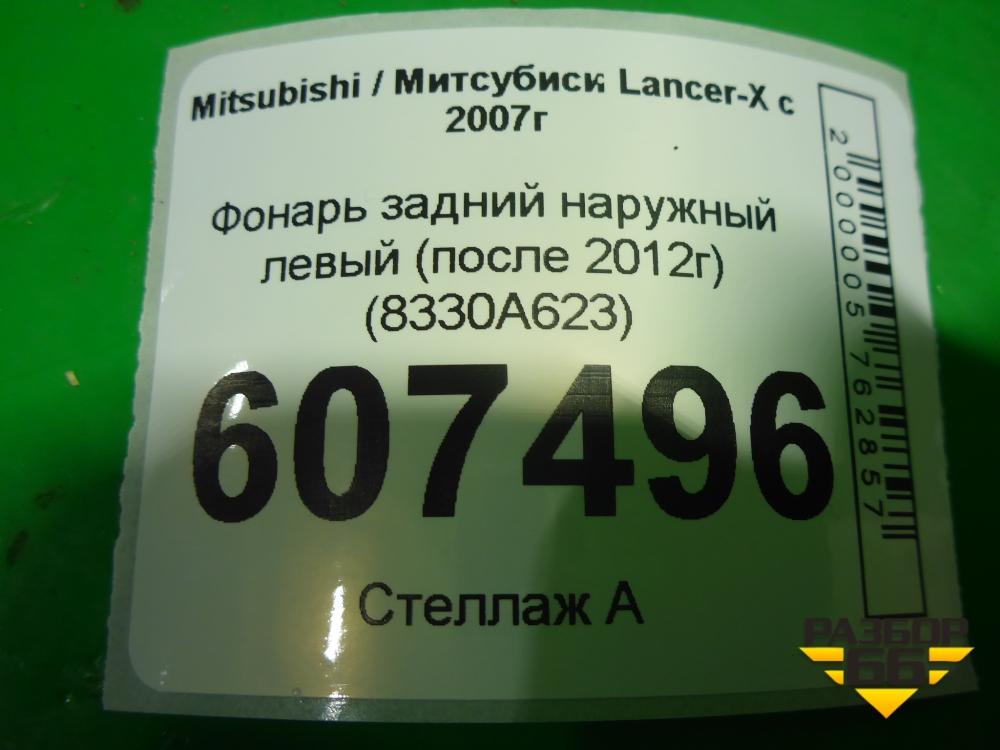 Mitsubishi / Митсубиси Lancer-X с
2007г
Фонарь задний наружный
левый (после 2012г)
(8330A623)
607496
Стеллаж А
2000005762857
РАЗБОР
66